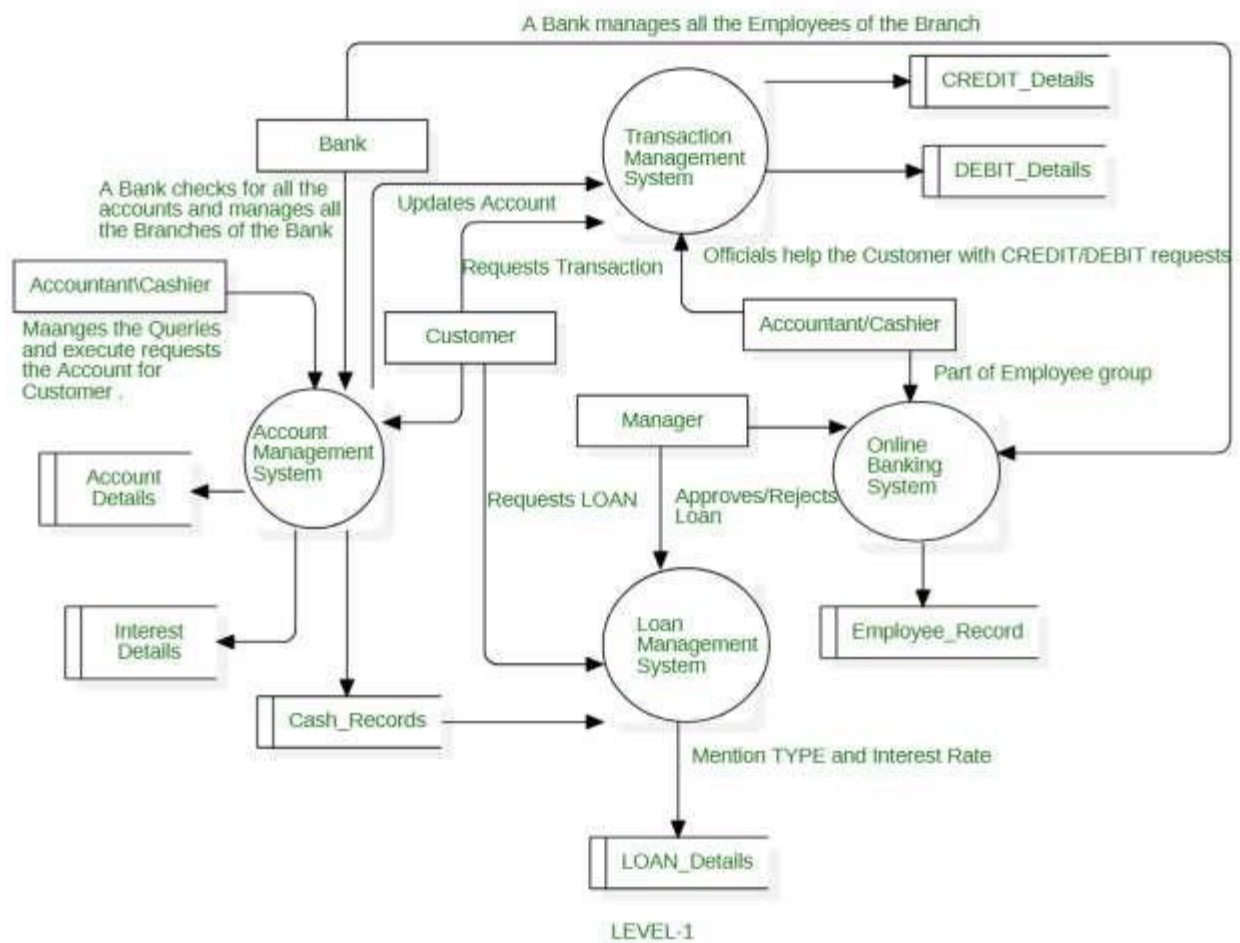 A Bank manages all the Employees of the Branch
CREDIT_Details
Transaction
Management
System
Bank
DEBIT_Details
A Bank checks for all the
accounts and manages all
the Branches of the Bank
Updates Account
Requests Transaction
Officials help the Customer with CREDIT/DEBIT requests
Accountant\Cashier
Maanges the Queries
and execute requests
the Account for
Customer .
Customer
Accountant/Cashier
Part of Employee group
Manager
Account
Management
System
Online
Banking
System
Account
Details
Requests LOAN
Approves/Rejects
Loan
Interest
Details
Loan
Management
System
Employee_Record
Cash_Records
Mention TYPE and Interest Rate
LOAN_Details
LEVEL-1